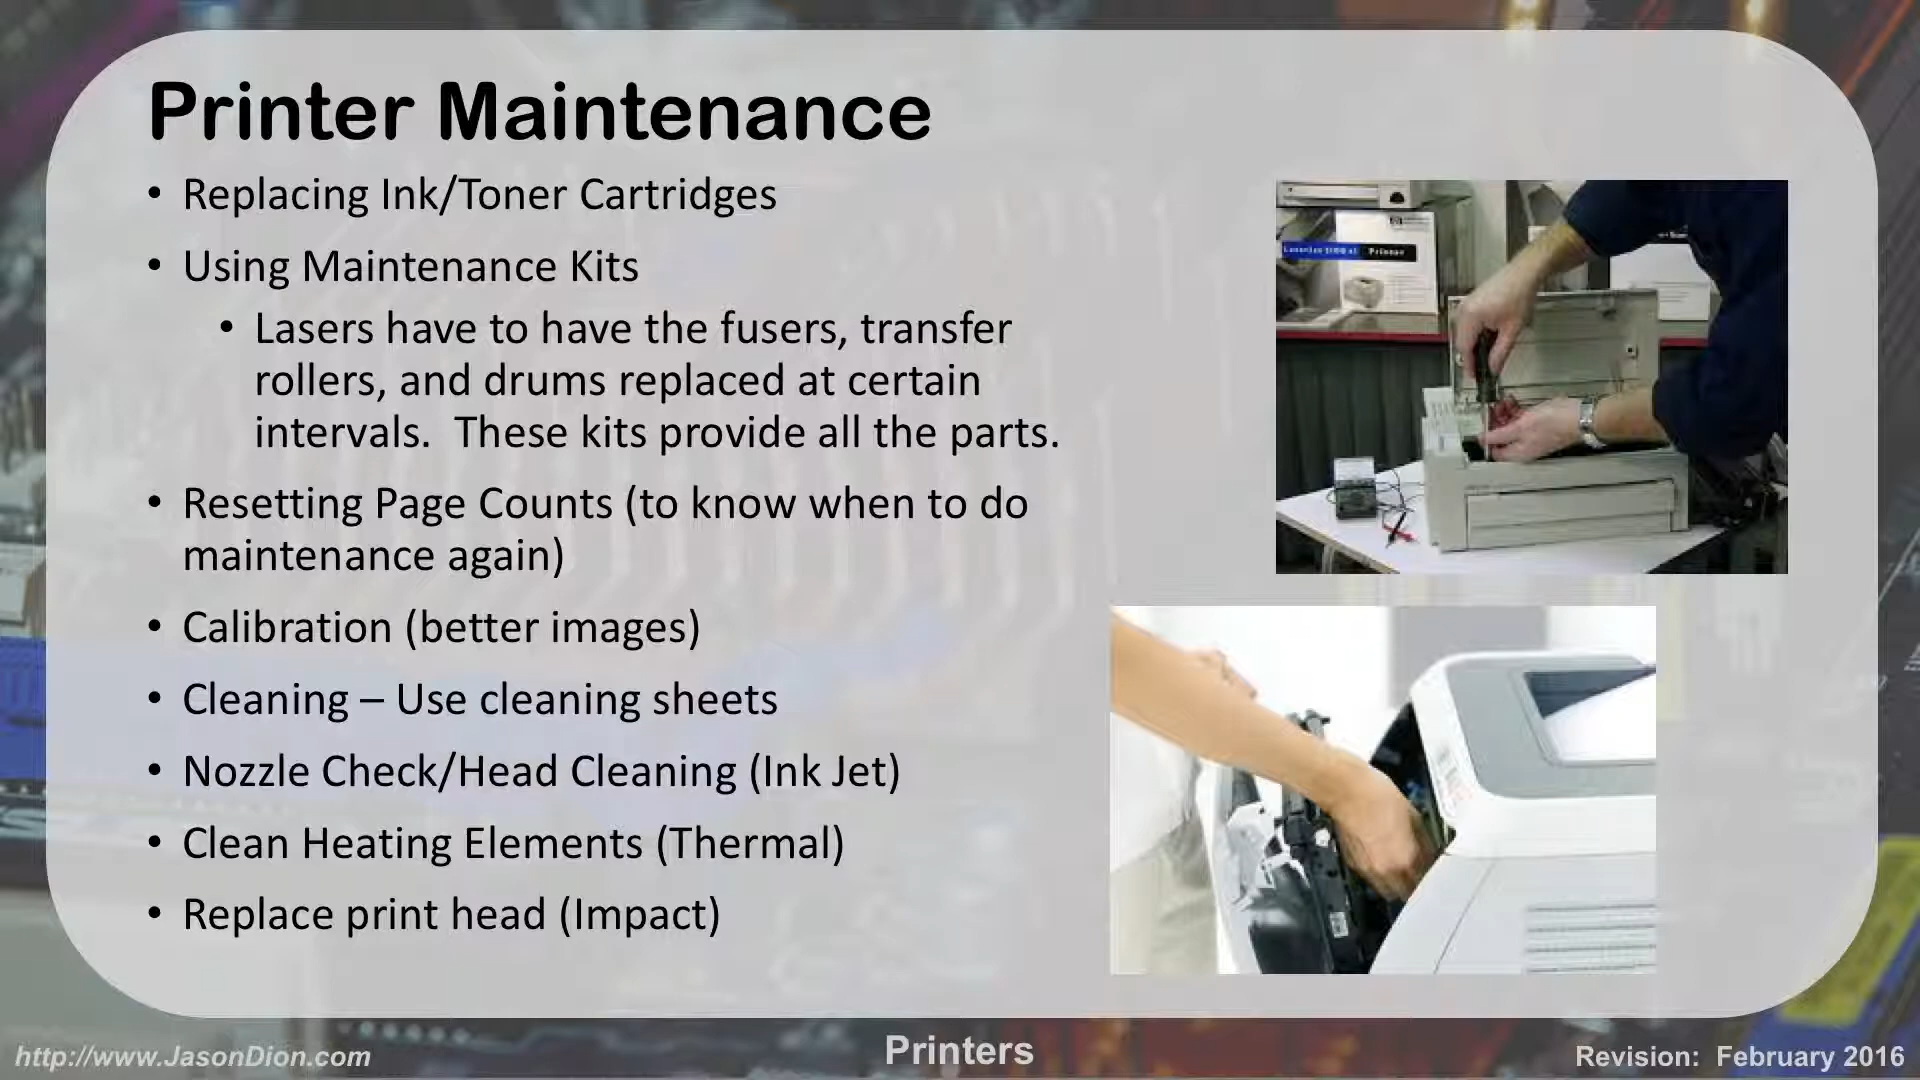 Printer Maintenance
• Replacing Ink/Toner Cartridges
• Using Maintenance Kits
• Lasers have to have the fusers, transfer
rollers, and drums replaced at certain
intervals.  These kits provide all the parts.
• Resetting Page Counts (to know when to do
maintenance again)
• Calibration (better images)
• Cleaning – Use cleaning sheets
• Nozzle Check/Head Cleaning (Ink Jet)
• Clean Heating Elements (Thermal)
• Replace print head (Impact)
Printer
http://www.JasonDion.com
Printers
Revision:  February 2016